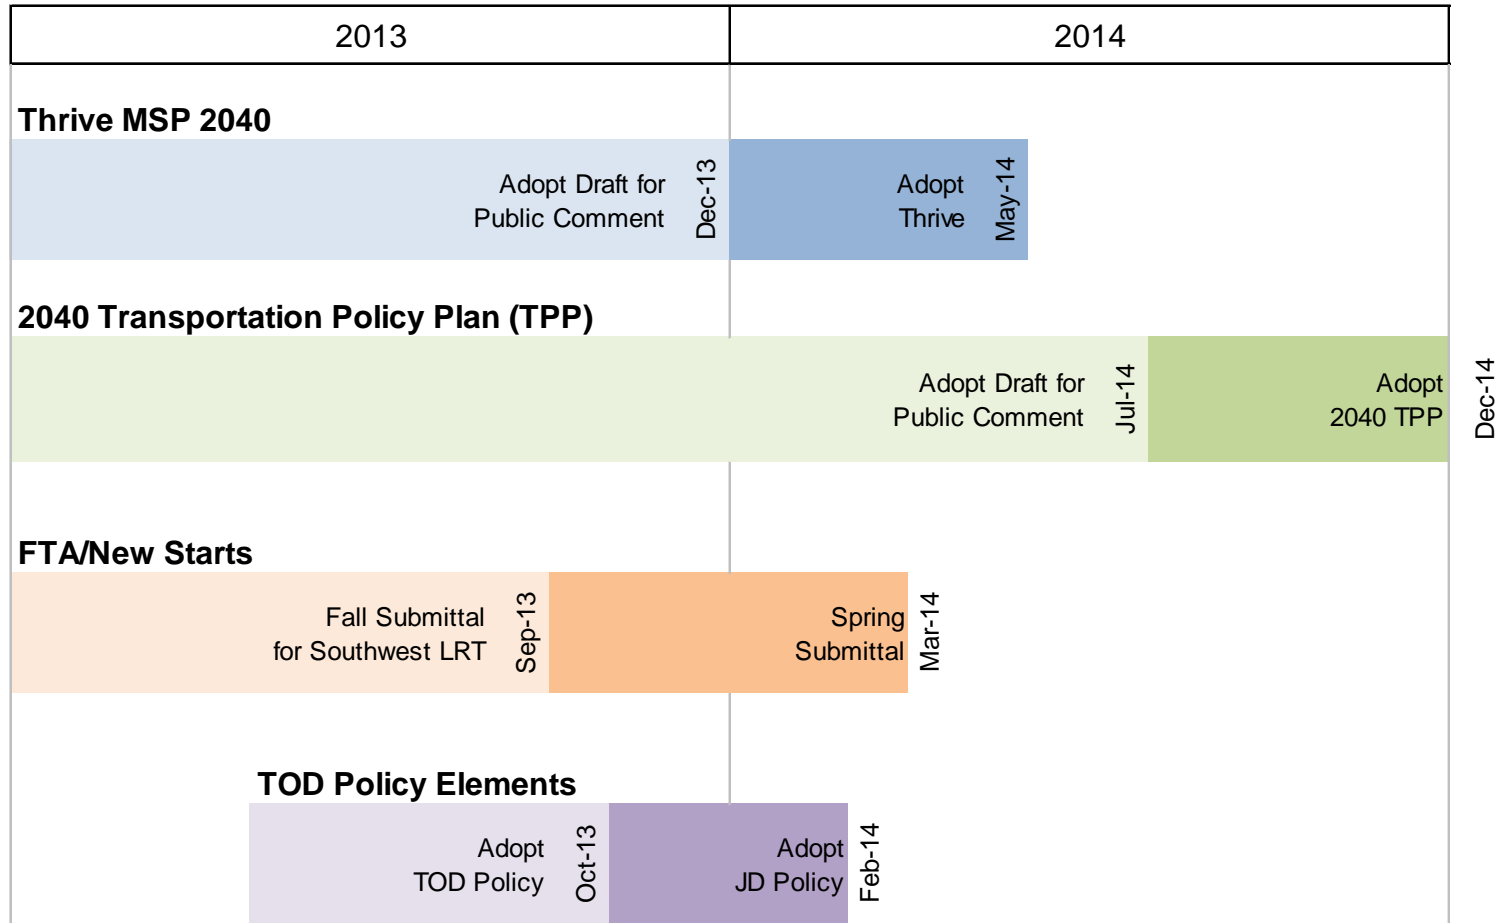 2013
2014
Thrive MSP 2040
Adopt Draft for
Public Comment
Dec-13
Adopt
Thrive
May-14
2040 Transportation Policy Plan (TPP)
Adopt Draft for
Public Comment
Jul-14
Adopt
2040 TPP
Dec-14
FTA/New Starts
Fall Submittal
for Southwest LRT
Sep-13
Spring
Submittal
Mar-14
TOD Policy Elements
Adopt
TOD Policy
Oct-13
Adopt
JD Policy
Feb-14